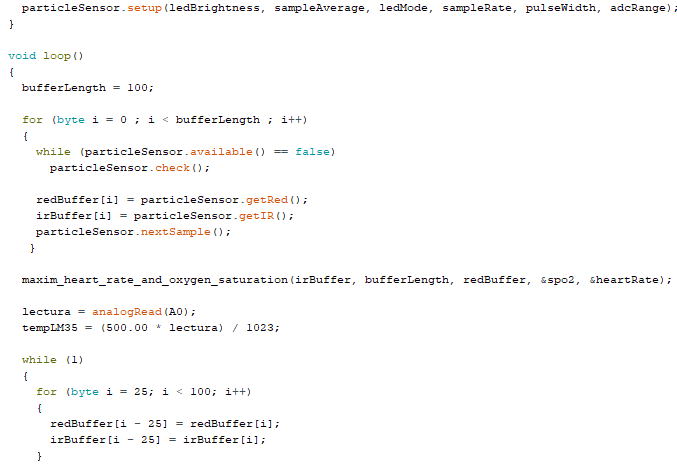 particleSensor.setup(ledBrightness, sampleAverage, ledMode, sampleRate, pulseWidth, adcRange);
}
void loop()
{
bufferLength = 100;
for (byte i = 0 ; i < bufferLength ; i++)
{
while (particleSensor.available() == false)
particleSensor.check();
redBuffer[i] = particleSensor.getRed();
irBuffer[i] = particleSensor.getIR();
particleSensor.nextSample();
}
maxim_heart_rate_and_oxygen_saturation(irBuffer, bufferLength, redBuffer, &spo2, &heartRate);
lectura = analogRead(A0);
tempLM35 = (500.00 * lectura) / 1023;
while (1)
{
for (byte i = 25; i < 100; i++)
{
redBuffer[i - 25] = redBuffer[i];
irBuffer[i - 25] = irBuffer[i];
}